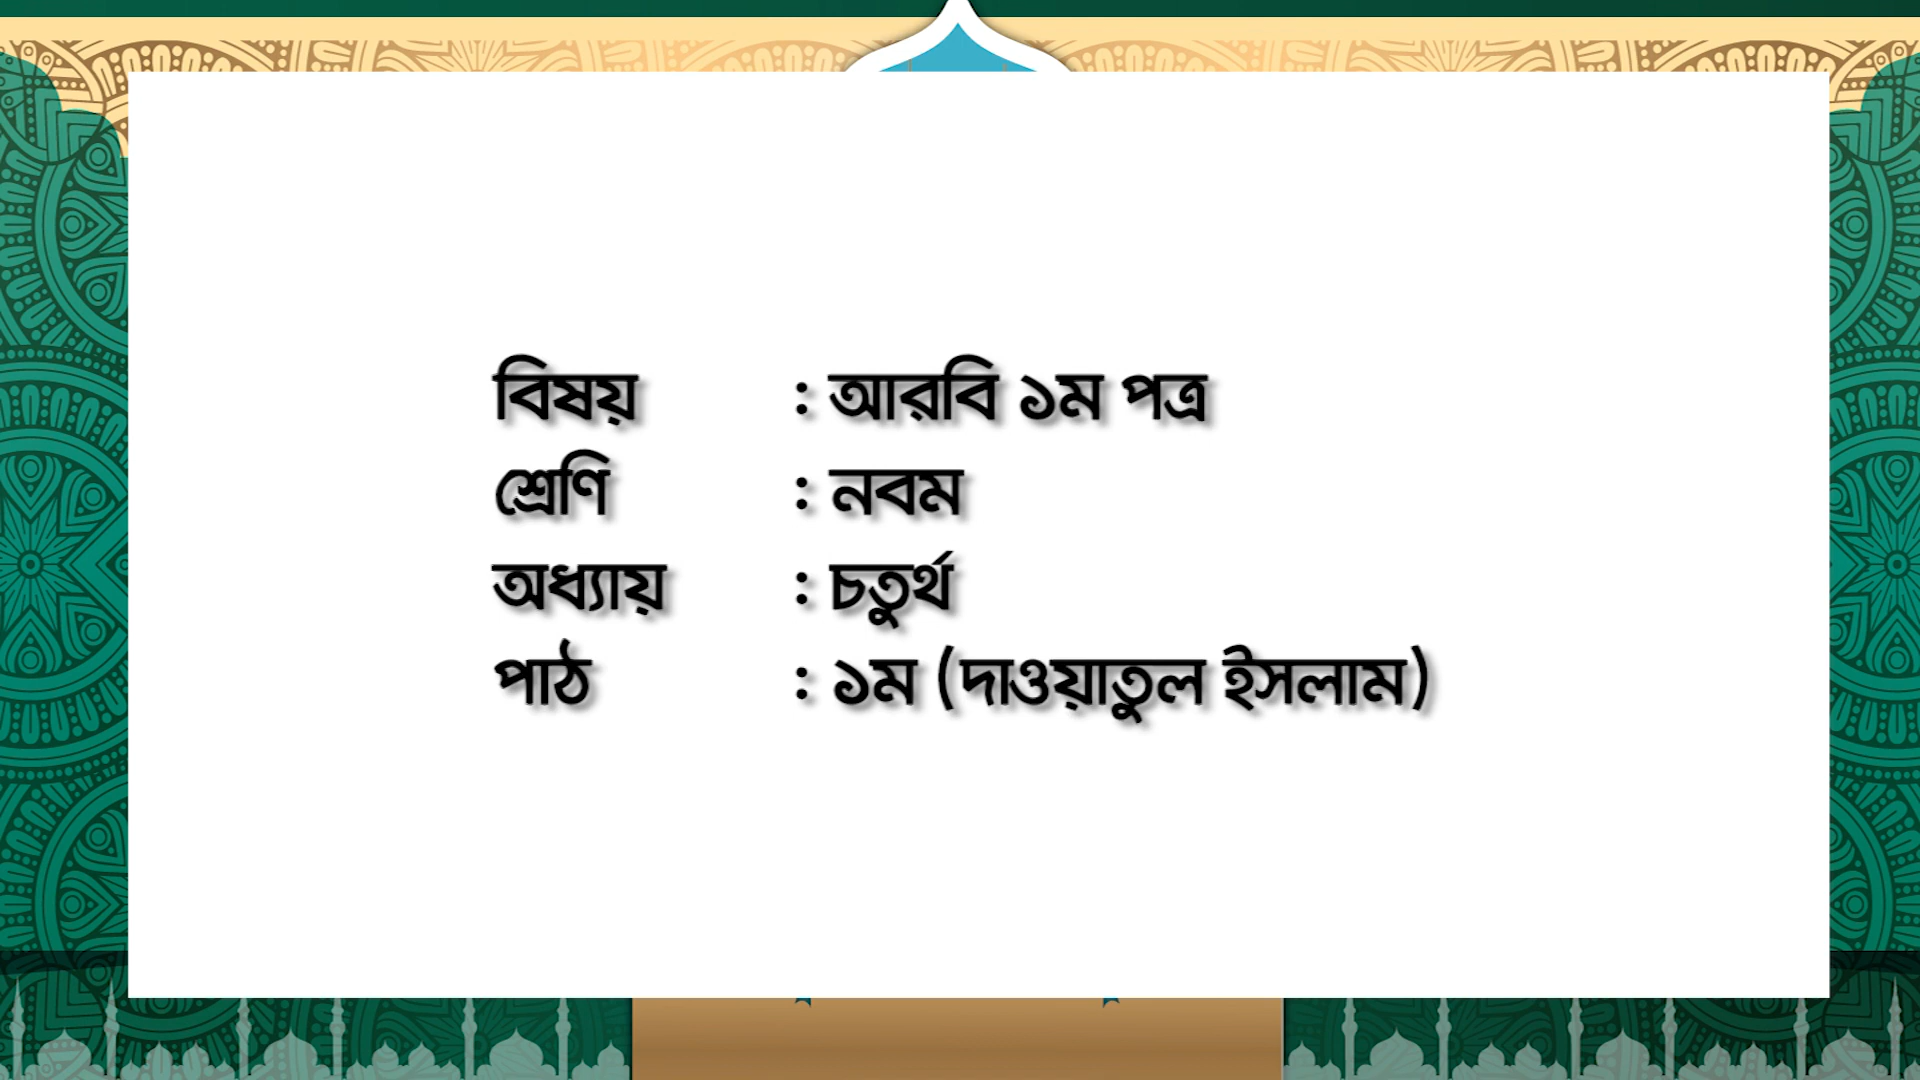 বিষয় : আরবি ১ম পত্র
শ্রেণি : নবম
অধ্যায় : চতুর্থ
পাঠ : ১ম (দাওয়াতুল ইসলাম)